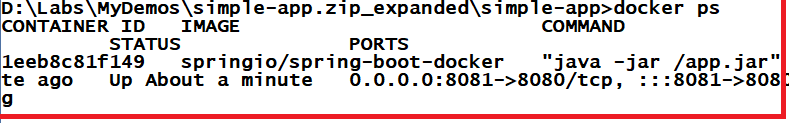 D:\Labs\MyDemos\simple-app.zip_expanded\simple-app>docker ps
CONTAINER ID   IMAGE                       COMMAND
         STATUS              PORTS
1eeb8c81f149   springio/spring-boot-docker   "java -jar /app.jar"
te ago   Up About a minute   0.0.0.0:8081->8080/tcp, :::8081->808
g